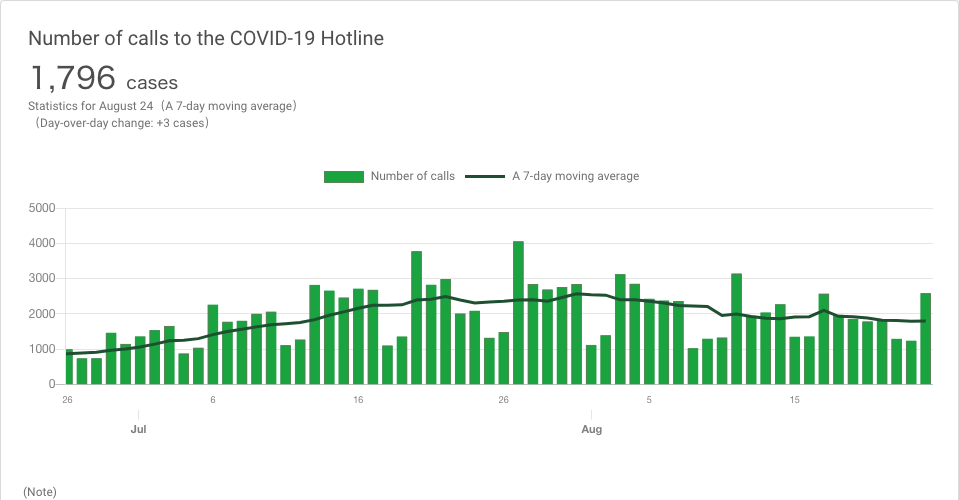 Number of calls to the COVID-19 Hotline
1,796 cases
Statistics for August 24（A 7-day moving average）
（Day-over-day change: +3 cases）
Number of calls A 7-day moving average
5000
4000
3000
2000
1000
0
26 6 16 26 5 15
Jul Aug
(Note)